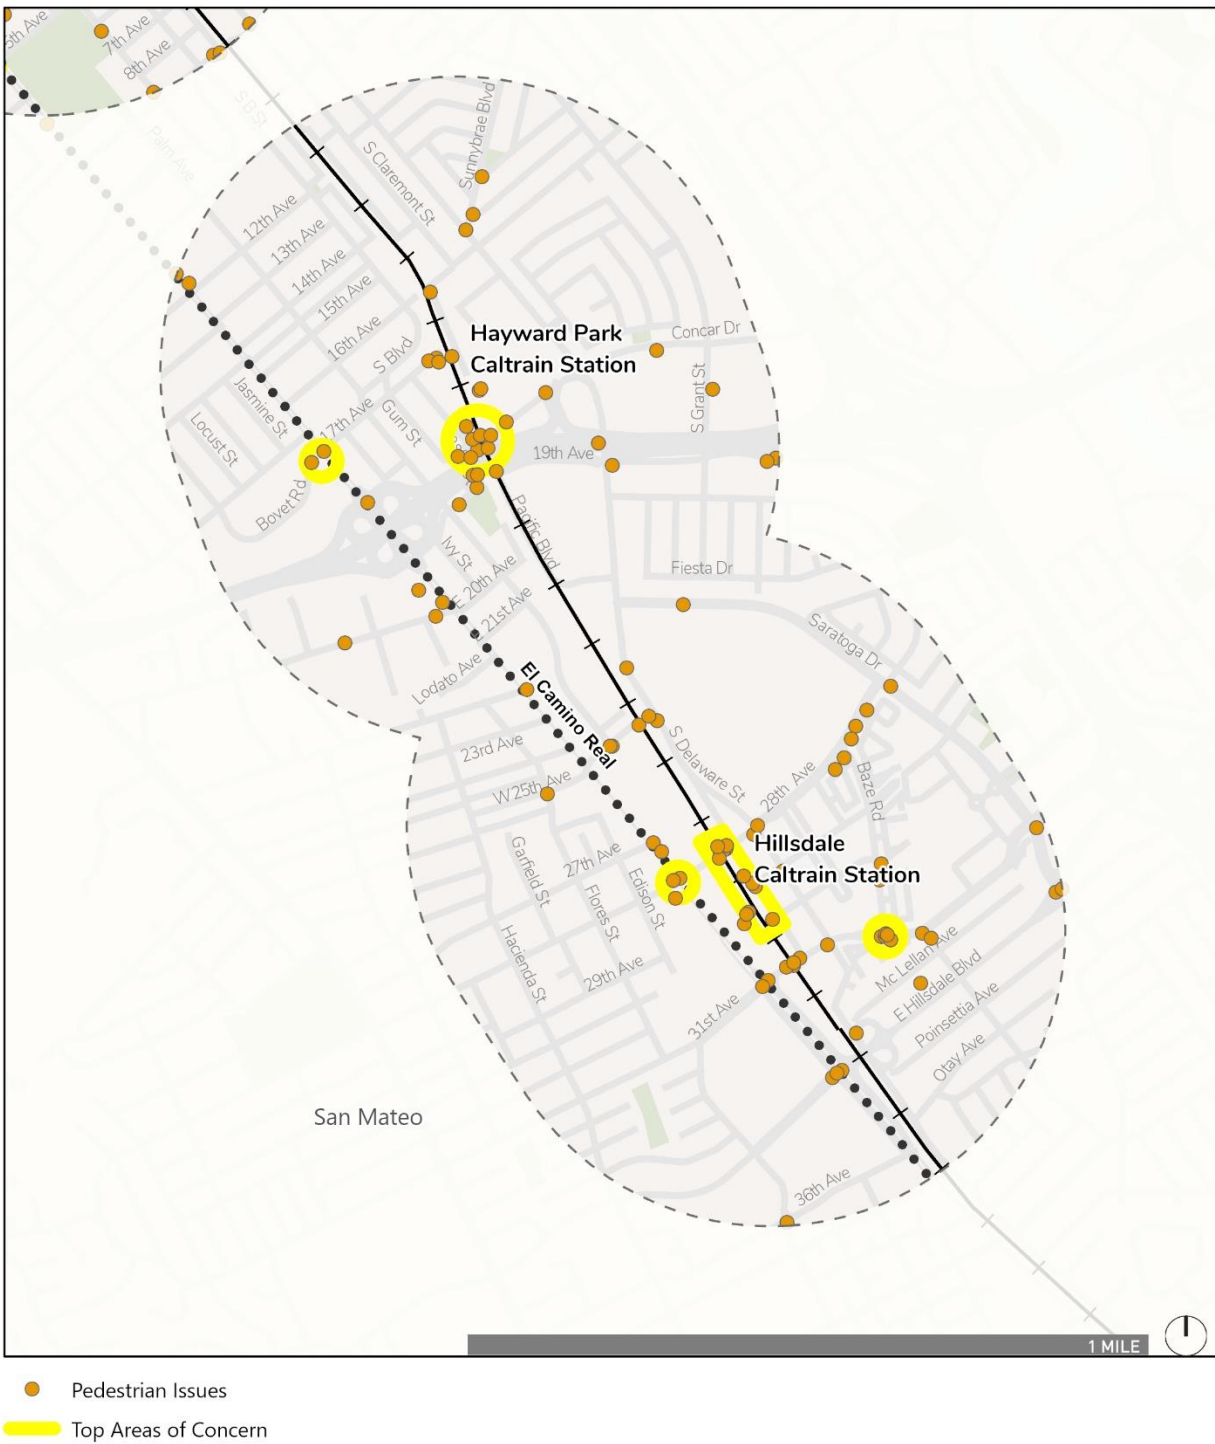 5th Ave
7th Ave
8th Ave
S B St
Palm Ave
Sunnybrae Blvd
S Claremont St
12th Ave
13th Ave
14th Ave
15th Ave
16th Ave
S Blvd
Hayward Park
Caltrain Station
Concar Dr
S Grant St
Jasmine St
17th Ave
Gum St
Locust St
19th Ave
Bovet Rd
Pacific Blvd
Ivy St
E 20th Ave
21st Ave
Fiesta Dr
Saratoga Dr
Lodato Ave
El Camino Real
23rd Ave
W 25th Ave
S Delaware St
28th Ave
Baze Rd
Hillsdale
Caltrain Station
27th Ave
Garfield St
Edison St
Flores St
Hacienda St
29th Ave
31st Ave
Mc Lellan Ave
E Hillsdale Blvd
Poinsettia Ave
Otay Ave
San Mateo
36th Ave
1 MILE
Pedestrian Issues
Top Areas of Concern